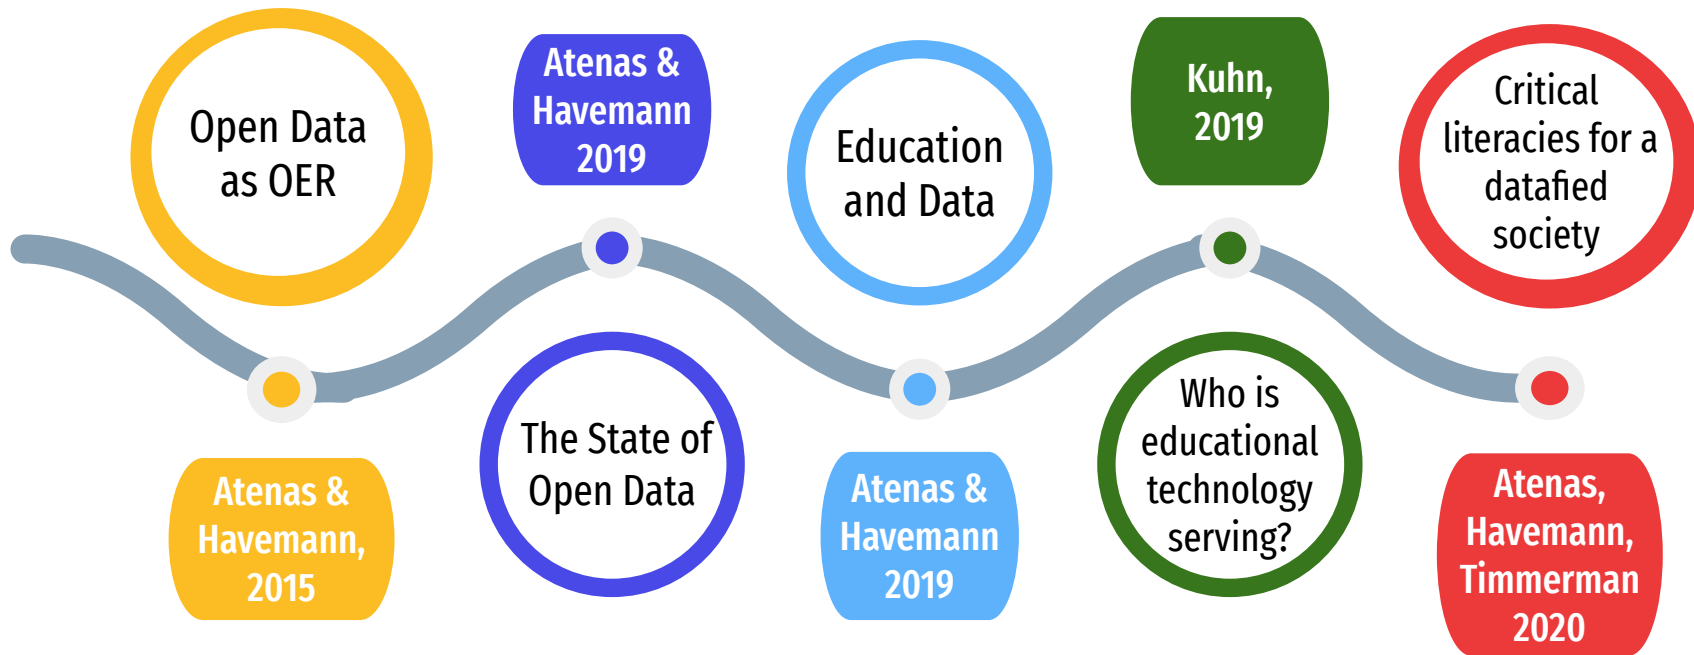 Open Data
as OER
Atenas &
Havemann,
2015
Atenas &
Havemann
2019
The State of
Open Data
Education
and Data
Atenas &
Havemann
2019
Kuhn,
2019
Who is
educational
technology
serving?
Critical
literacies for a
datafied
society
Atenas,
Havemann,
Timmerman
2020